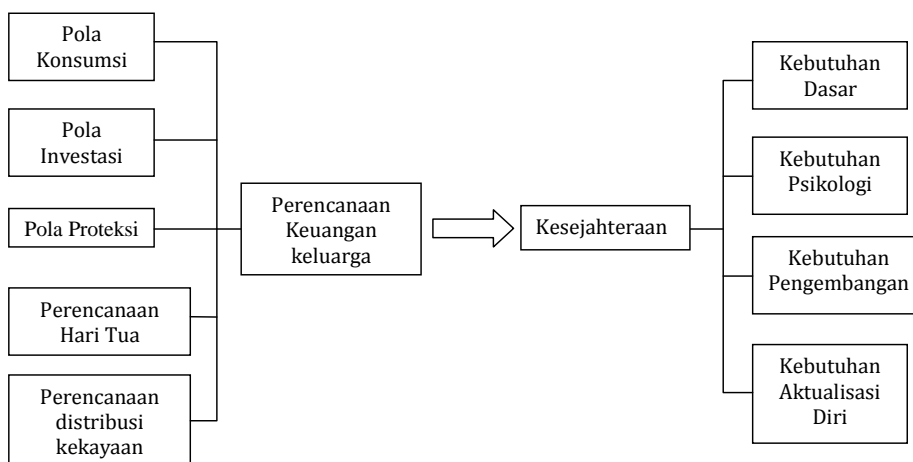 Pola
Konsumsi
Pola
Investasi
Pola Proteksi
Perencanaan
Hari Tua
Perencanaan
distribusi
kekayaan
Perencanaan
Keuangan
keluarga
Kesejahteraan
Kebutuhan
Dasar
Kebutuhan
Psikologi
Kebutuhan
Pengembangan
Kebutuhan
Aktualisasi
Diri